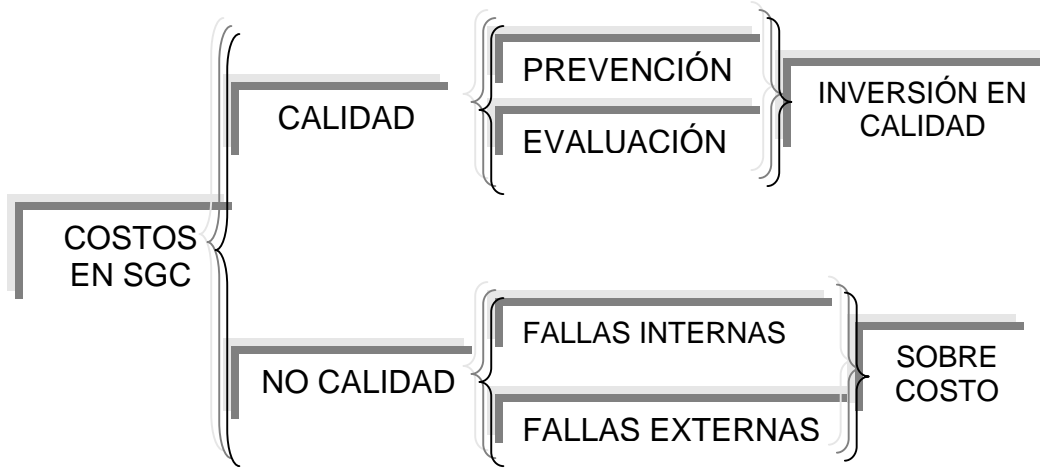 COSTOS
EN SGC
CALIDAD
PREVENCIÓN
EVALUACIÓN
INVERSIÓN EN
CALIDAD
NO CALIDAD
FALLAS INTERNAS
FALLAS EXTERNAS
SOBRE
COSTO